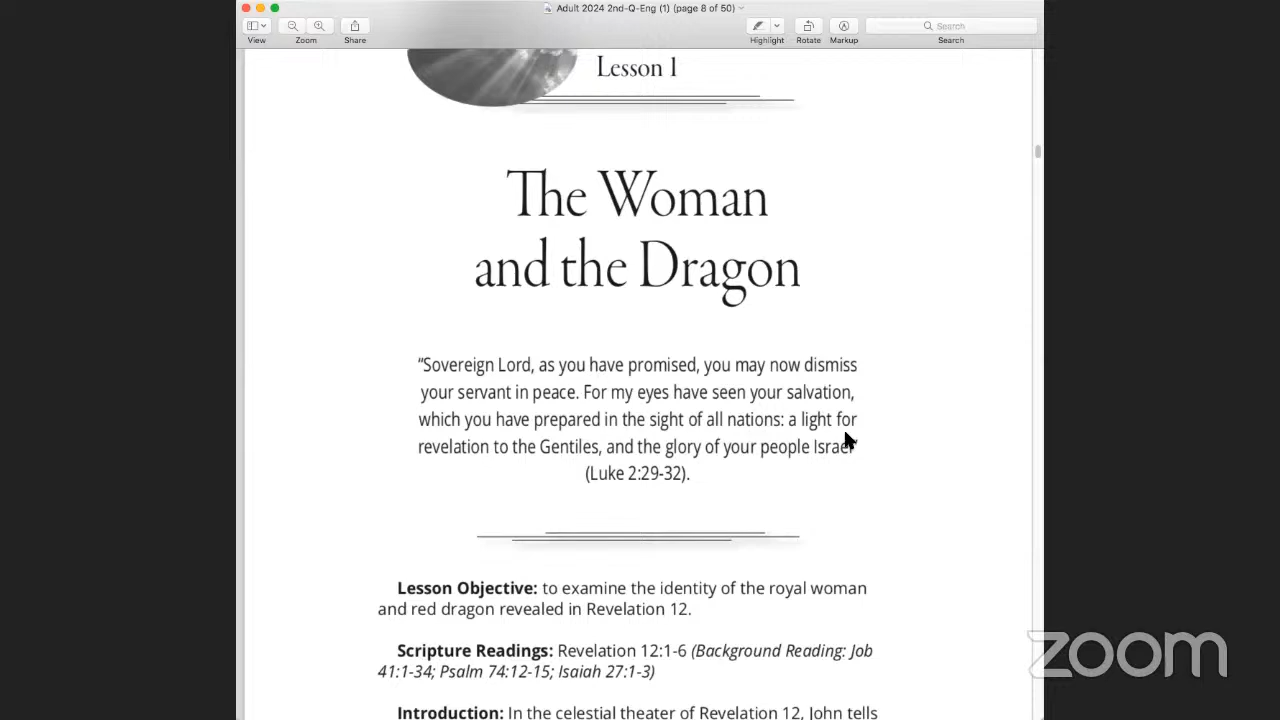 Adult 2024 2nd-Q-Eng (1) (page 8 of 50)
Search
View
Zoom
Share
Highlight
Rotate
Markup
Search
Lesson 1
The Woman
and the Dragon
“Sovereign Lord, as you have promised, you may now dismiss
your servant in peace. For my eyes have seen your salvation,
which you have prepared in the sight of all nations: a light for
revelation to the Gentiles, and the glory of your people Israel”
(Luke 2:29-32).
Lesson Objective: to examine the identity of the royal woman
and red dragon revealed in Revelation 12.
Scripture Readings: Revelation 12:1-6 (Background Reading: Job
41:1-34; Psalm 74:12-15; Isaiah 27:1-3)
Introduction: In the celestial theater of Revelation 12, John tells
zoom